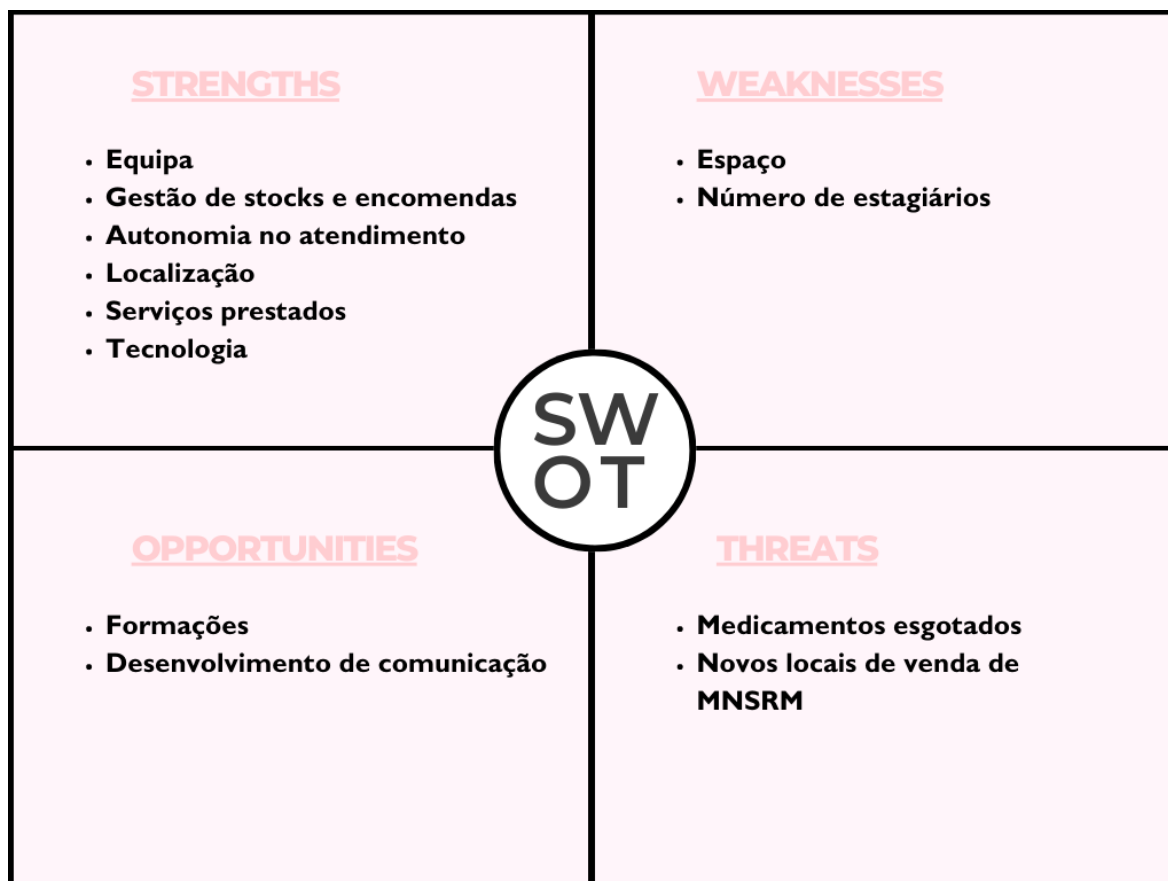 STRENGTHS
• Equipa
• Gestão de stocks e encomendas
• Autonomia no atendimento
• Localização
• Serviços prestados
• Tecnologia
WEAKNESSES
• Espaço
• Número de estagiários
SW
OT
OPPORTUNITIES
• Formações
• Desenvolvimento de comunicação
THREATS
• Medicamentos esgotados
• Novos locais de venda de
MNSRM